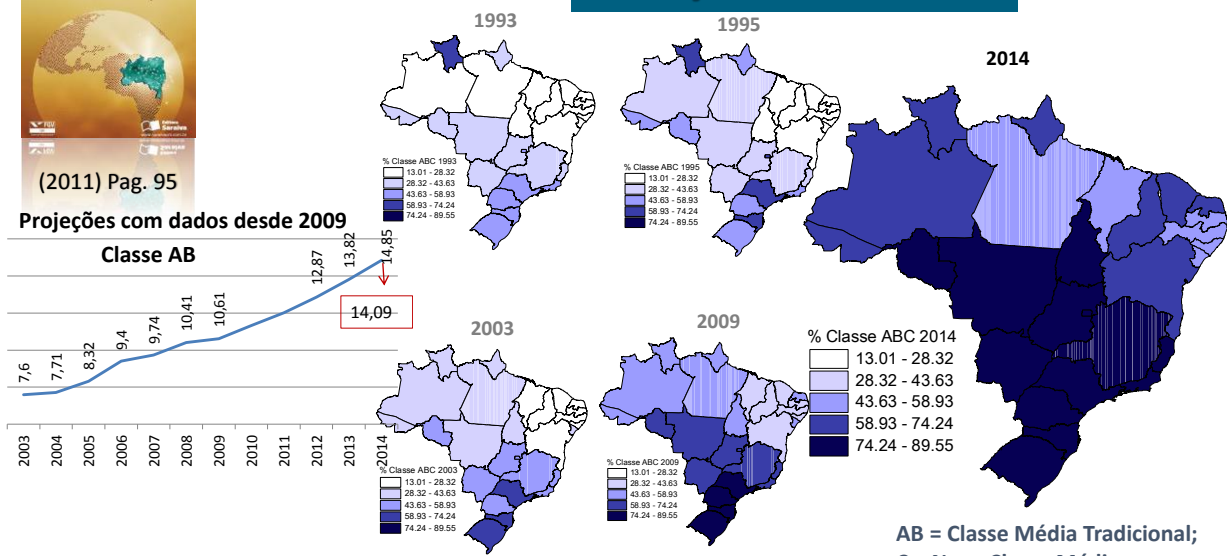 (2011) Pag. 95
Projeções com dados desde 2009
Classe AB
7,6
7,71
8,32
9,4
9,74
10,41
10,61
12,87
13,82
14,85
14,09
2003
2004
2005
2006
2007
2008
2009
2010
2011
2012
2013
2014
1993
% Classe ABC 1993
13.01 - 28.32
28.32 - 43.63
43.63 - 58.93
58.93 - 74.24
74.24 - 89.55
1995
% Classe ABC 1995
13.01 - 28.32
28.32 - 43.63
43.63 - 58.93
58.93 - 74.24
74.24 - 89.55
2003
% Classe ABC 2003
13.01 - 28.32
28.32 - 43.63
43.63 - 58.93
58.93 - 74.24
74.24 - 89.55
2009
% Classe ABC 2009
13.01 - 28.32
28.32 - 43.63
43.63 - 58.93
58.93 - 74.24
74.24 - 89.55
2014
% Classe ABC 2014
13.01 - 28.32
28.32 - 43.63
43.63 - 58.93
58.93 - 74.24
74.24 - 89.55
AB = Classe Média Tradicional;